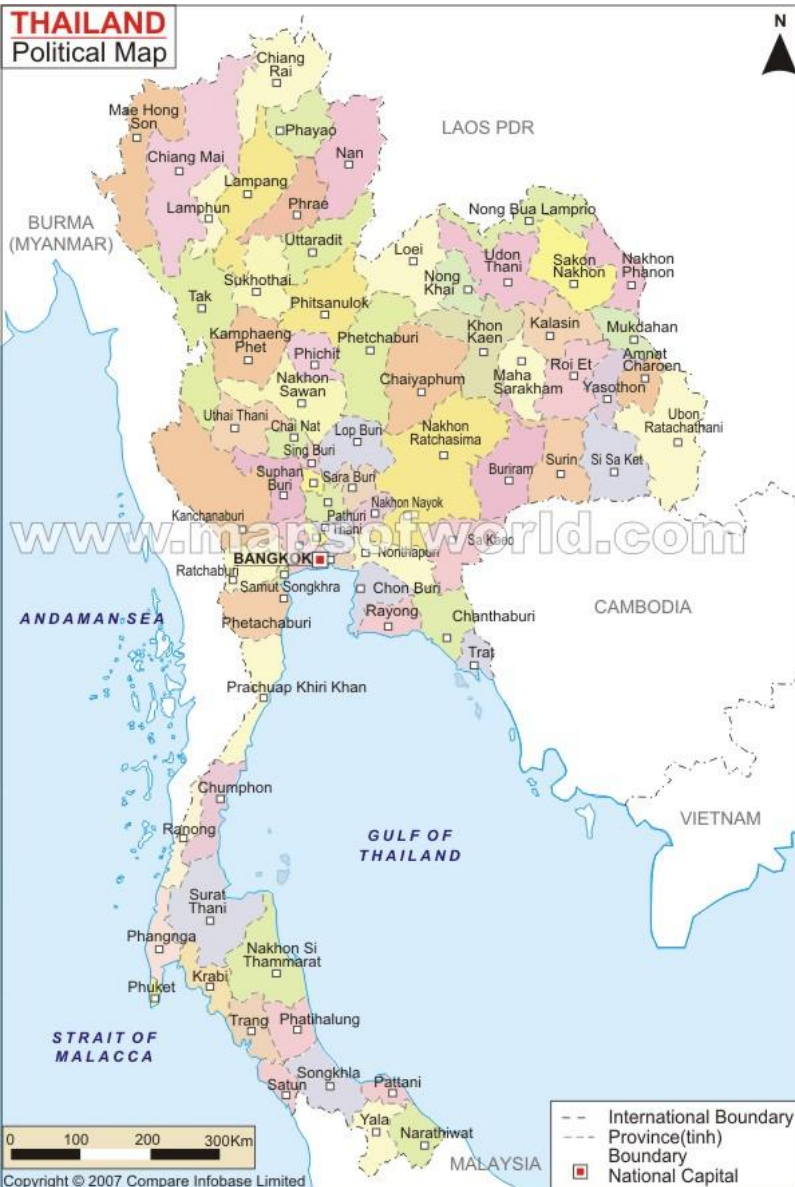 THAILAND
Political Map
N
Chiang
Rai
Mae Hong
Son
Phayao
LAOS PDR
Chiang Mai
Nan
Lampang
Lamphun
Phrae
Nong Bua Lamprio
BURMA
(MYANMAR)
Uttaradit
Loei
Udon
Thani
Sakon
Nakhon
Nakhon
Phanon
Sukhothai
Nong
Khai
Tak
Phitsanulok
Kamphaeng
Phet
Phetchaburi
Khon
Kaen
Kalasin
Mukdahan
Phichit
Chaiyaphum
Maha
Sarakham
Roi Et
Amnat
Charoen
Yasothon
Nakhon
Sawan
Uthai Thani
Chai Nat
Lop Buri
Nakhon
Ratchasima
Ubon
Ratachathani
Sing Buri
Suphan
Buri
Sara Buri
Buriram
Surin
Si Sa Ket
Kanchanaburi
Pathuri
Thani
Nakhon Nayok
www.mapsofworld.com
Sa Kaeo
BANGKOK
Nonthapuri
Ratchaburi
Samut Songkhra
Chon Buri
CAMBODIA
ANDAMAN SEA
Phetachaburi
Rayong
Chanthaburi
Trat
Prachuap Khiri Khan
Chumphon
Ranong
GULF OF
THAILAND
VIETNAM
Surat
Thani
Phangnga
Nakhon Si
Thammarat
Krabi
Phuket
Trang
Phatihalung
STRAIT OF
MALACCA
Songkhla
Satun
Pattani
Yala
Narathiwat
MALAYSIA
0 100 200 300Km
Copyright © 2007 Compare Infobase Limited
International Boundary
Province(tinh)
Boundary
National Capital